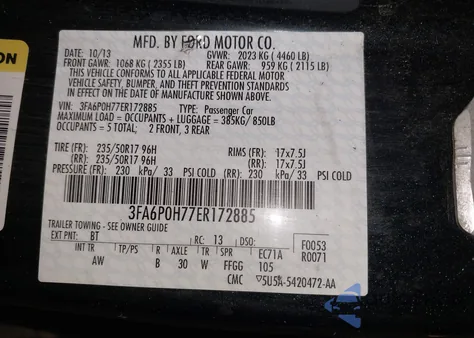 ON
MFD. BY FORD MOTOR CO.
DATE: 10/13 GVWR: 2023 KG ( 4460 LB)
FRONT GAWR: 1068 KG ( 2355 LB) REAR GAWR: 959 KG ( 2115 LB)
THIS VEHICLE CONFORMS TO ALL APPLICABLE FEDERAL MOTOR
VEHICLE SAFETY, BUMPER, AND THEFT PREVENTION STANDARDS
IN EFFECT ON THE DATE OF MANUFACTURE SHOWN ABOVE.
VIN: 3FA6P0H77ER172885 TYPE: Passenger Car
MAXIMUM LOAD = OCCUPANTS + LUGGAGE = 385KG/ 850LB
OCCUPANTS = 5 TOTAL; 2 FRONT, 3 REAR
TIRE (FR): 235/50R17 96H RIMS (FR): 17x7.5J
(RR): 235/50R17 96H (RR): 17x7.5J
PRESSURE (FR): 230 kPa/ 33 PSI COLD (RR): 230 kPa/ 33 PSI COLD
3FA6P0H77ER172885
TRAILER TOWING - SEE OWNER GUIDE
EXT PNT: BT RC: 13 DSO: F0053
INT TR TP/PS R AXLE TR SPR EC71A R0071
AW B 30 W FFGG 105
CMC 5U5A-5420472-AA